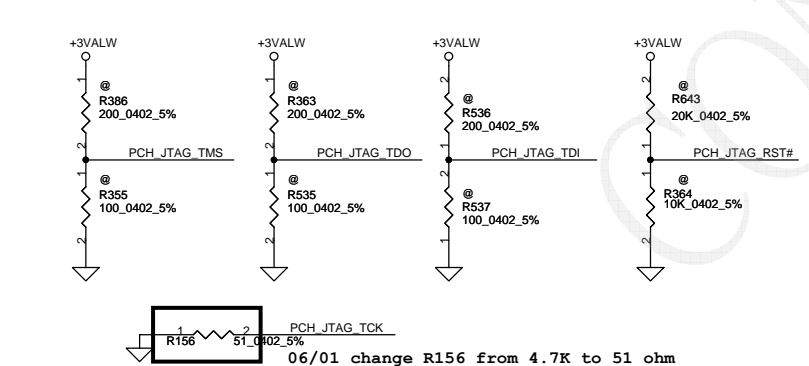 +3VALW +3VALW +3VALW +3VALW
1 @ R386 200_0402_5% 2
PCH_JTAG_TMS
1 @ R355 100_0402_5% 2
1 @ R363 200_0402_5% 2
PCH_JTAG_TDO
1 @ R535 100_0402_5% 2
2 @ R536 200_0402_5% 1
PCH_JTAG_TDI
2 @ R537 100_0402_5% 1
2 @ R643 20K_0402_5% 1
PCH_JTAG_RST#
1 @ R364 10K_0402_5% 2
1 2 PCH_JTAG_TCK
R156 51_0402_5%
06/01 change R156 from 4.7K to 51 ohm